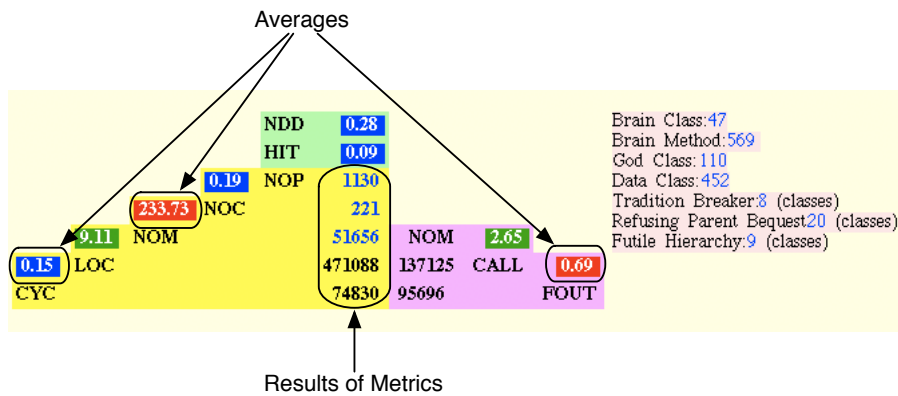 Averages
NDD 0.28
HIT 0.09
0.19 NOP 1130
233.73 NOC 221
9.11 NOM 51656 NOM 2.65
0.15 LOC 471088 137125 CALL 0.69
CYC 74830 95696 FOUT
Brain Class:47
Brain Method:569
God Class:110
Data Class:452
Tradition Breaker:8 (classes)
Refusing Parent Bequest20 (classes)
Futile Hierarchy:9 (classes)
Results of Metrics